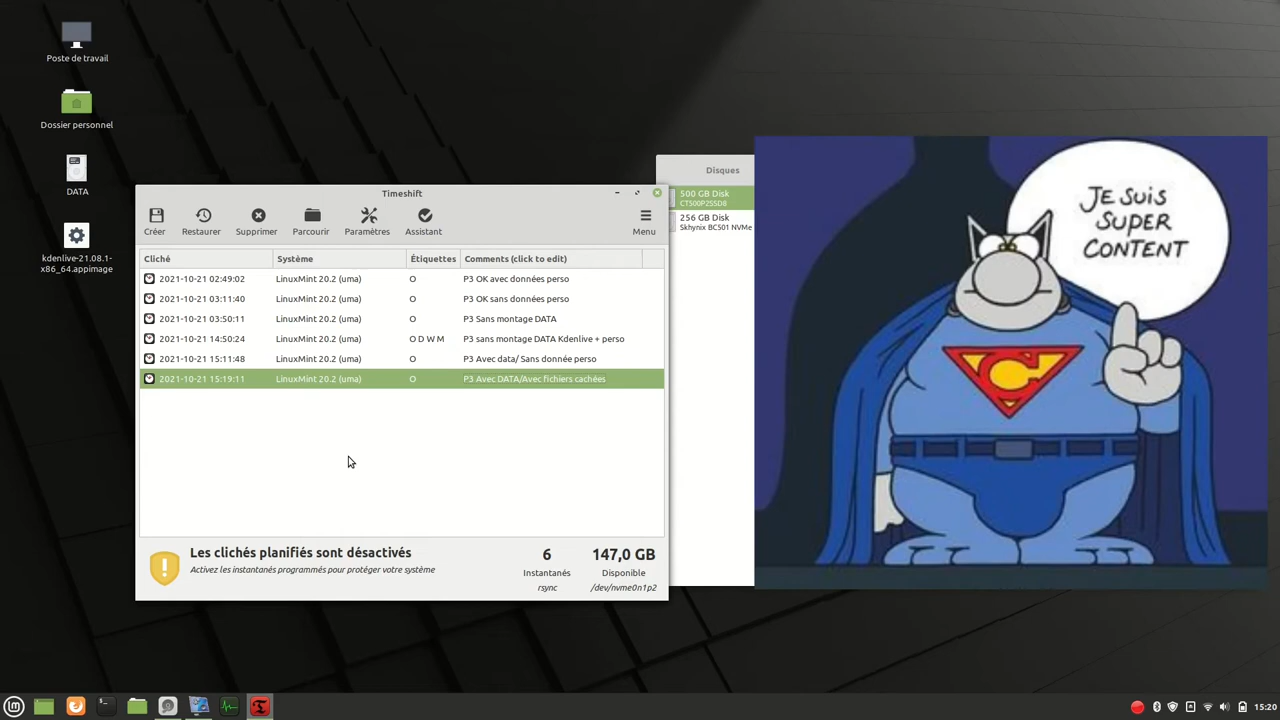 Poste de travail
Dossier personnel
DATA
kdenlive-21.08.1-
x86_64.appimage
Disques
500 GB Disk
CT500P2SSD8
256 GB Disk
Skhynix BC501 NVMe
Timeshift
Créer
Restaurer
Supprimer
Parcourir
Paramètres
Assistant
Menu
Cliché Système Étiquettes Comments (click to edit)
2021-10-21 02:49:02 LinuxMint 20.2 (uma) O P3 OK avec données perso
2021-10-21 03:11:40 LinuxMint 20.2 (uma) O P3 OK sans données perso
2021-10-21 03:50:11 LinuxMint 20.2 (uma) O P3 Sans montage DATA
2021-10-21 14:50:24 LinuxMint 20.2 (uma) O D W M P3 sans montage DATA Kdenlive + perso
2021-10-21 15:11:48 LinuxMint 20.2 (uma) O P3 Avec data/ Sans donnée perso
2021-10-21 15:19:11 LinuxMint 20.2 (uma) O P3 Avec DATA/Avec fichiers cachées
Les clichés planifiés sont désactivés
Activez les instantanés programmés pour protéger votre système
6
Instantanés
rsync
147,0 GB
Disponible
/dev/nvme0n1p2
JE SUIS
SUPER
CONTENT
C
15:20